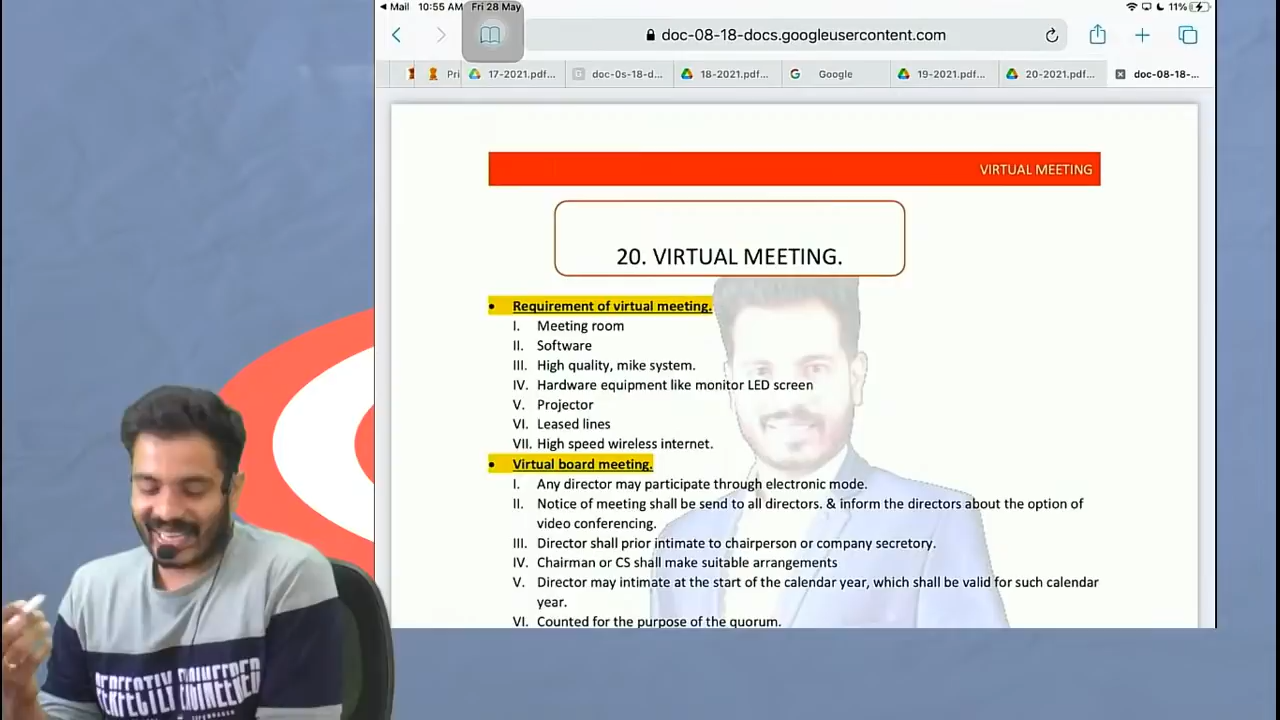 Mail 10:55 AM Fri 28 May 11%
doc-08-18-docs.googleusercontent.com
Pri 17-2021.pdf... doc-0s-18-d... 18-2021.pdf... Google 19-2021.pdf... 20-2021.pdf... doc-08-18-...
VIRTUAL MEETING
20. VIRTUAL MEETING.
• Requirement of virtual meeting.
I. Meeting room
II. Software
III. High quality, mike system.
IV. Hardware equipment like monitor LED screen
V. Projector
VI. Leased lines
VII. High speed wireless internet.
• Virtual board meeting.
I. Any director may participate through electronic mode.
II. Notice of meeting shall be send to all directors. & inform the directors about the option of
video conferencing.
III. Director shall prior intimate to chairperson or company secretory.
IV. Chairman or CS shall make suitable arrangements
V. Director may intimate at the start of the calendar year, which shall be valid for such calendar
year.
VI. Counted for the purpose of the quorum.
PERFECTLY ENGINEERED